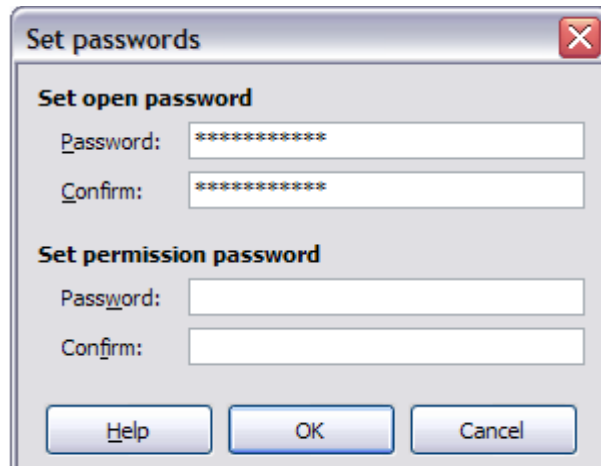 Set passwords
Set open password
Password: ***********
Confirm: ***********
Set permission password
Password:
Confirm:
Help OK Cancel